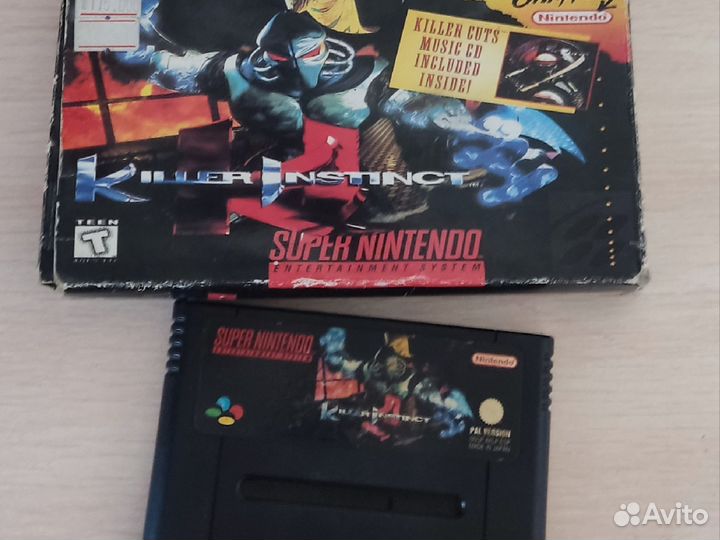 Nintendo
KILLER CUTS
MUSIC CD
INCLUDED
INSIDE!
KILLER INSTINCT
TEEN
T
SUPER NINTENDO
ENTERTAINMENT SYSTEM
SUPER NINTENDO
Nintendo
KILLER INSTINCT
PAL VERSION
MADE IN JAPAN
Avito